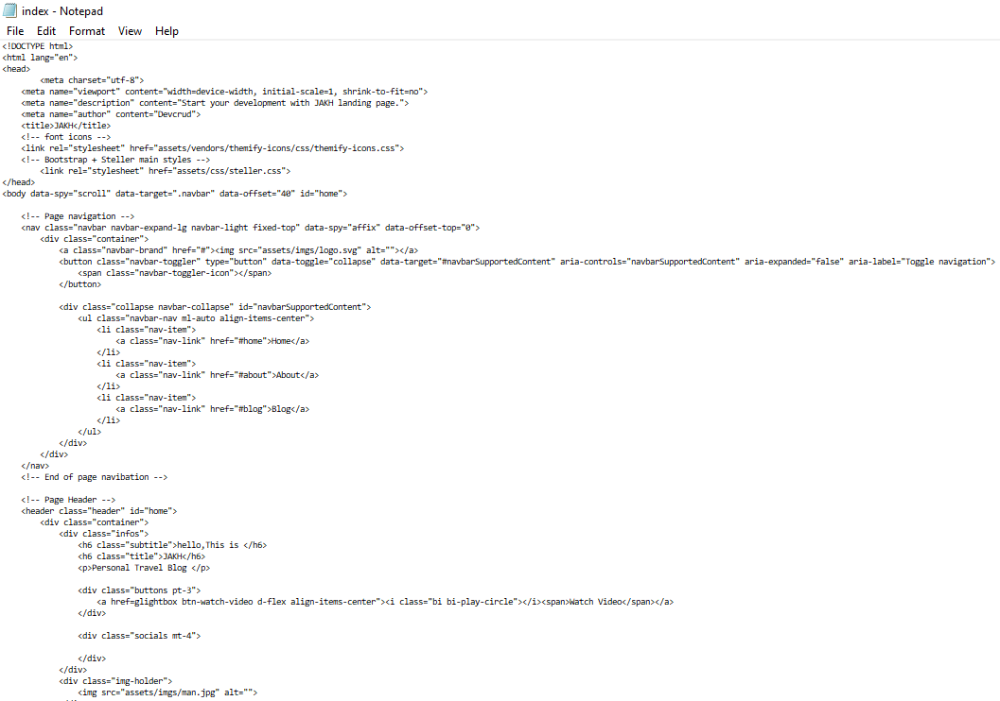 index - Notepad
File Edit Format View Help
<!DOCTYPE html>
<html lang="en">
<head>
<meta charset="utf-8">
<meta name="viewport" content="width=device-width, initial-scale=1, shrink-to-fit=no">
<meta name="description" content="Start your development with JAKH landing page.">
<meta name="author" content="Devcrud">
<title>JAKH</title>
<!-- font icons -->
<link rel="stylesheet" href="assets/vendors/themify-icons/css/themify-icons.css">
<!-- Bootstrap + Steller main styles -->
<link rel="stylesheet" href="assets/css/steller.css">
</head>
<body data-spy="scroll" data-target=".navbar" data-offset="40" id="home">
<!-- Page navigation -->
<nav class="navbar navbar-expand-lg navbar-light fixed-top" data-spy="affix" data-offset-top="0">
<div class="container">
<a class="navbar-brand" href="#"><img src="assets/imgs/logo.svg" alt=""></a>
<button class="navbar-toggler" type="button" data-toggle="collapse" data-target="#navbarSupportedContent" aria-controls="navbarSupportedContent" aria-expanded="false" aria-label="Toggle navigation">
<span class="navbar-toggler-icon"></span>
</button>
<div class="collapse navbar-collapse" id="navbarSupportedContent">
<ul class="navbar-nav ml-auto align-items-center">
<li class="nav-item">
<a class="nav-link" href="#home">Home</a>
</li>
<li class="nav-item">
<a class="nav-link" href="#about">About</a>
</li>
<li class="nav-item">
<a class="nav-link" href="#blog">Blog</a>
</li>
</ul>
</div>
</div>
</nav>
<!-- End of page navibation -->
<!-- Page Header -->
<header class="header" id="home">
<div class="container">
<div class="infos">
<h6 class="subtitle">hello,This is </h6>
<h6 class="title">JAKH</h6>
<p>Personal Travel Blog </p>
<div class="buttons pt-3">
<a href=glightbox btn-watch-video d-flex align-items-center"><i class="bi bi-play-circle"></i><span>Watch Video</span></a>
</div>
<div class="socials mt-4">
</div>
</div>
<div class="img-holder">
<img src="assets/imgs/man.jpg" alt="">